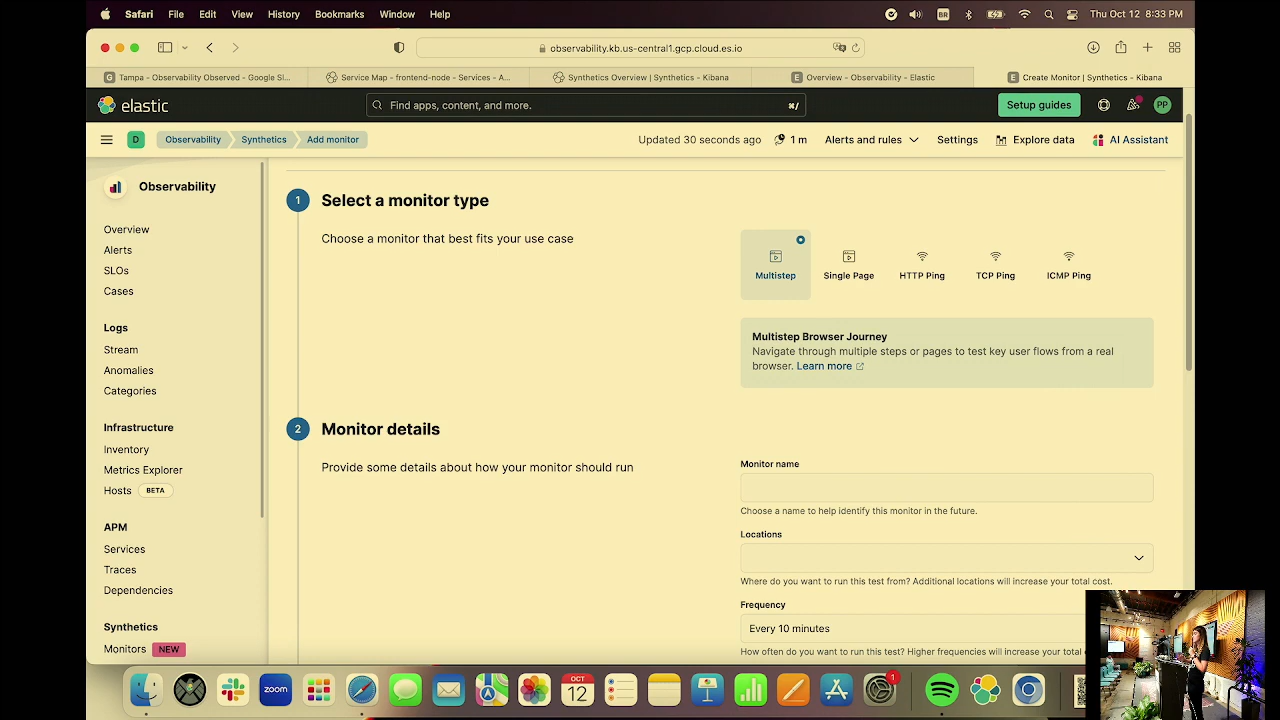 Safari File Edit View History Bookmarks Window Help BR Thu Oct 12 8:33 PM
observability.kb.us-central1.gcp.cloud.es.io
G Tampa - Observability Observed - Google Sl... Service Map - frontend-node - Services - A... Synthetics Overview | Synthetics - Kibana E Overview - Observability - Elastic E Create Monitor | Synthetics - Kibana
elastic Find apps, content, and more. ⌘/ Setup guides PP
D Observability Synthetics Add monitor Updated 30 seconds ago 1 m Alerts and rules Settings Explore data AI Assistant
Observability
Overview
Alerts
SLOs
Cases
Logs
Stream
Anomalies
Categories
Infrastructure
Inventory
Metrics Explorer
Hosts BETA
APM
Services
Traces
Dependencies
Synthetics
Monitors NEW
1 Select a monitor type
Choose a monitor that best fits your use case
Multistep Single Page HTTP Ping TCP Ping ICMP Ping
Multistep Browser Journey
Navigate through multiple steps or pages to test key user flows from a real
browser. Learn more
2 Monitor details
Provide some details about how your monitor should run
Monitor name
Choose a name to help identify this monitor in the future.
Locations
Where do you want to run this test from? Additional locations will increase your total cost.
Frequency
Every 10 minutes
How often do you want to run this test? Higher frequencies will increase your total
zoom OCT 12 1